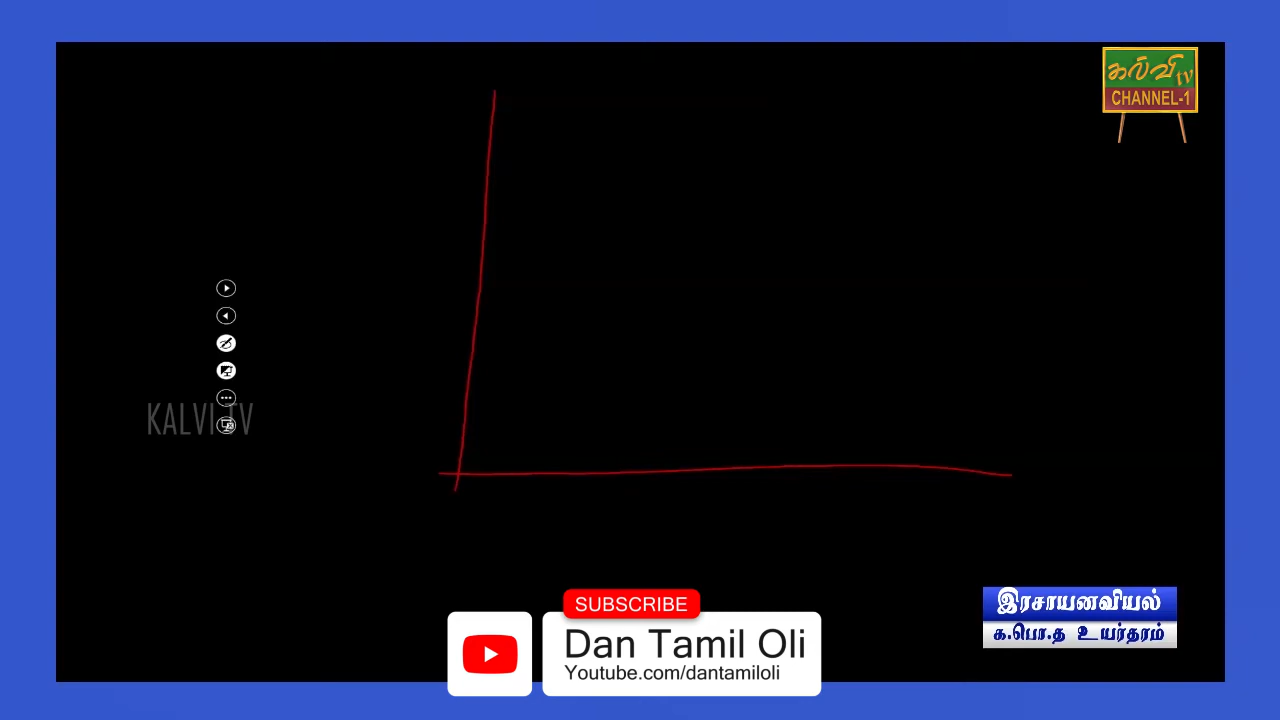 கல்வி tv
CHANNEL-1
KALVI TV
SUBSCRIBE
Dan Tamil Oli
Youtube.com/dantamiloli
இரசாயனவியல்
க.பொ.த உயர்தரம்